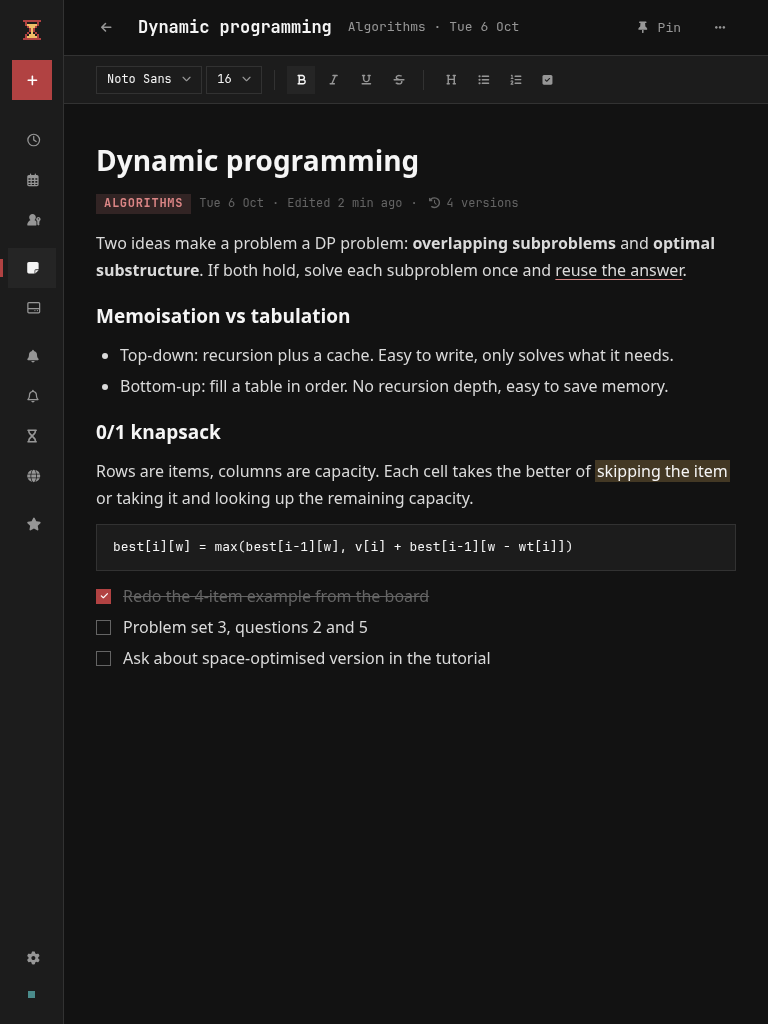 Dynamic programming Algorithms · Tue 6 Oct Pin
Noto Sans 16 B I U S H
Dynamic programming
ALGORITHMS Tue 6 Oct · Edited 2 min ago · 4 versions
Two ideas make a problem a DP problem: overlapping subproblems and optimal
substructure. If both hold, solve each subproblem once and reuse the answer.
Memoisation vs tabulation
• Top-down: recursion plus a cache. Easy to write, only solves what it needs.
• Bottom-up: fill a table in order. No recursion depth, easy to save memory.
0/1 knapsack
Rows are items, columns are capacity. Each cell takes the better of skipping the item
or taking it and looking up the remaining capacity.
best[i][w] = max(best[i-1][w], v[i] + best[i-1][w - wt[i]])
Redo the 4-item example from the board
Problem set 3, questions 2 and 5
Ask about space-optimised version in the tutorial